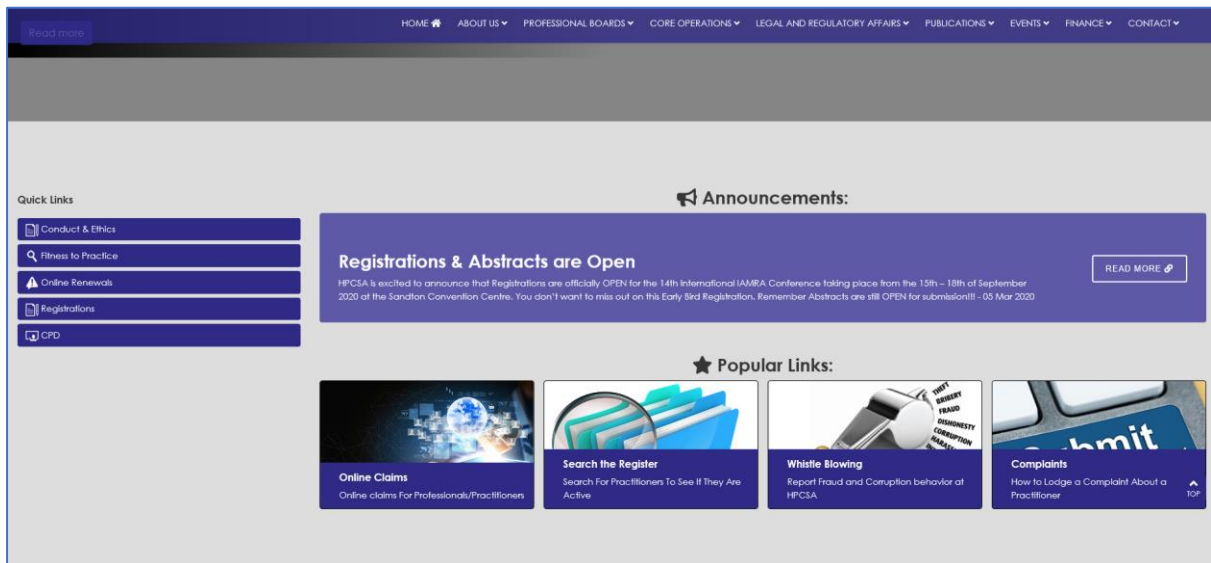 Read more
HOME ABOUT US PROFESSIONAL BOARDS CORE OPERATIONS LEGAL AND REGULATORY AFFAIRS PUBLICATIONS EVENTS FINANCE CONTACT
Quick Links
Conduct & Ethics
Fitness to Practice
Online Renewals
Registrations
CPD
Announcements:
Registrations & Abstracts are Open
HPCSA is excited to announce that Registrations are officially OPEN for the 14th International IAMRA Conference taking place from the 15th – 18th of September
2020 at the Sandton Convention Centre. You don't want to miss out on this Early Bird Registration. Remember Abstracts are still OPEN for submission!!! - 05 Mar 2020
READ MORE
Popular Links:
Online Claims
Online claims For Professionals/Practitioners
Search the Register
Search For Practitioners To See If They Are
Active
THEFT
BRIBERY
FRAUD
DISHONESTY
CORRUPTION
Whistle Blowing
Report Fraud and Corruption behavior at
HPCSA
Submit
Complaints
How to Lodge a Complaint About a
Practitioner
TOP